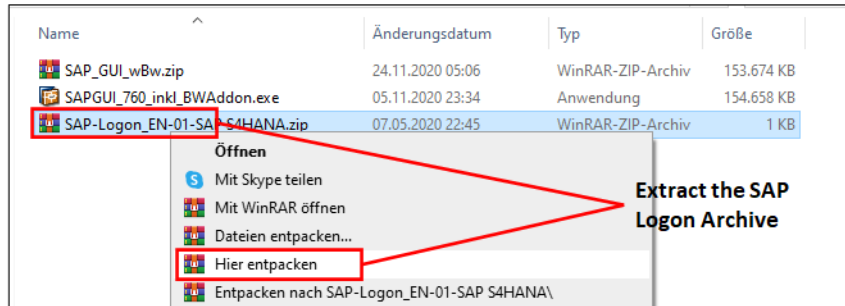 Name Änderungsdatum Typ Größe
SAP_GUI_wBw.zip 24.11.2020 05:06 WinRAR-ZIP-Archiv 153.674 KB
SAPGUI_760_inkl_BWAddon.exe 05.11.2020 23:34 Anwendung 154.658 KB
SAP-Logon_EN-01-SAP S4HANA.zip 07.05.2020 22:45 WinRAR-ZIP-Archiv 1 KB
Öffnen
Mit Skype teilen
Mit WinRAR öffnen
Dateien entpacken...
Hier entpacken
Entpacken nach SAP-Logon_EN-01-SAP S4HANA\
Extract the SAP
Logon Archive